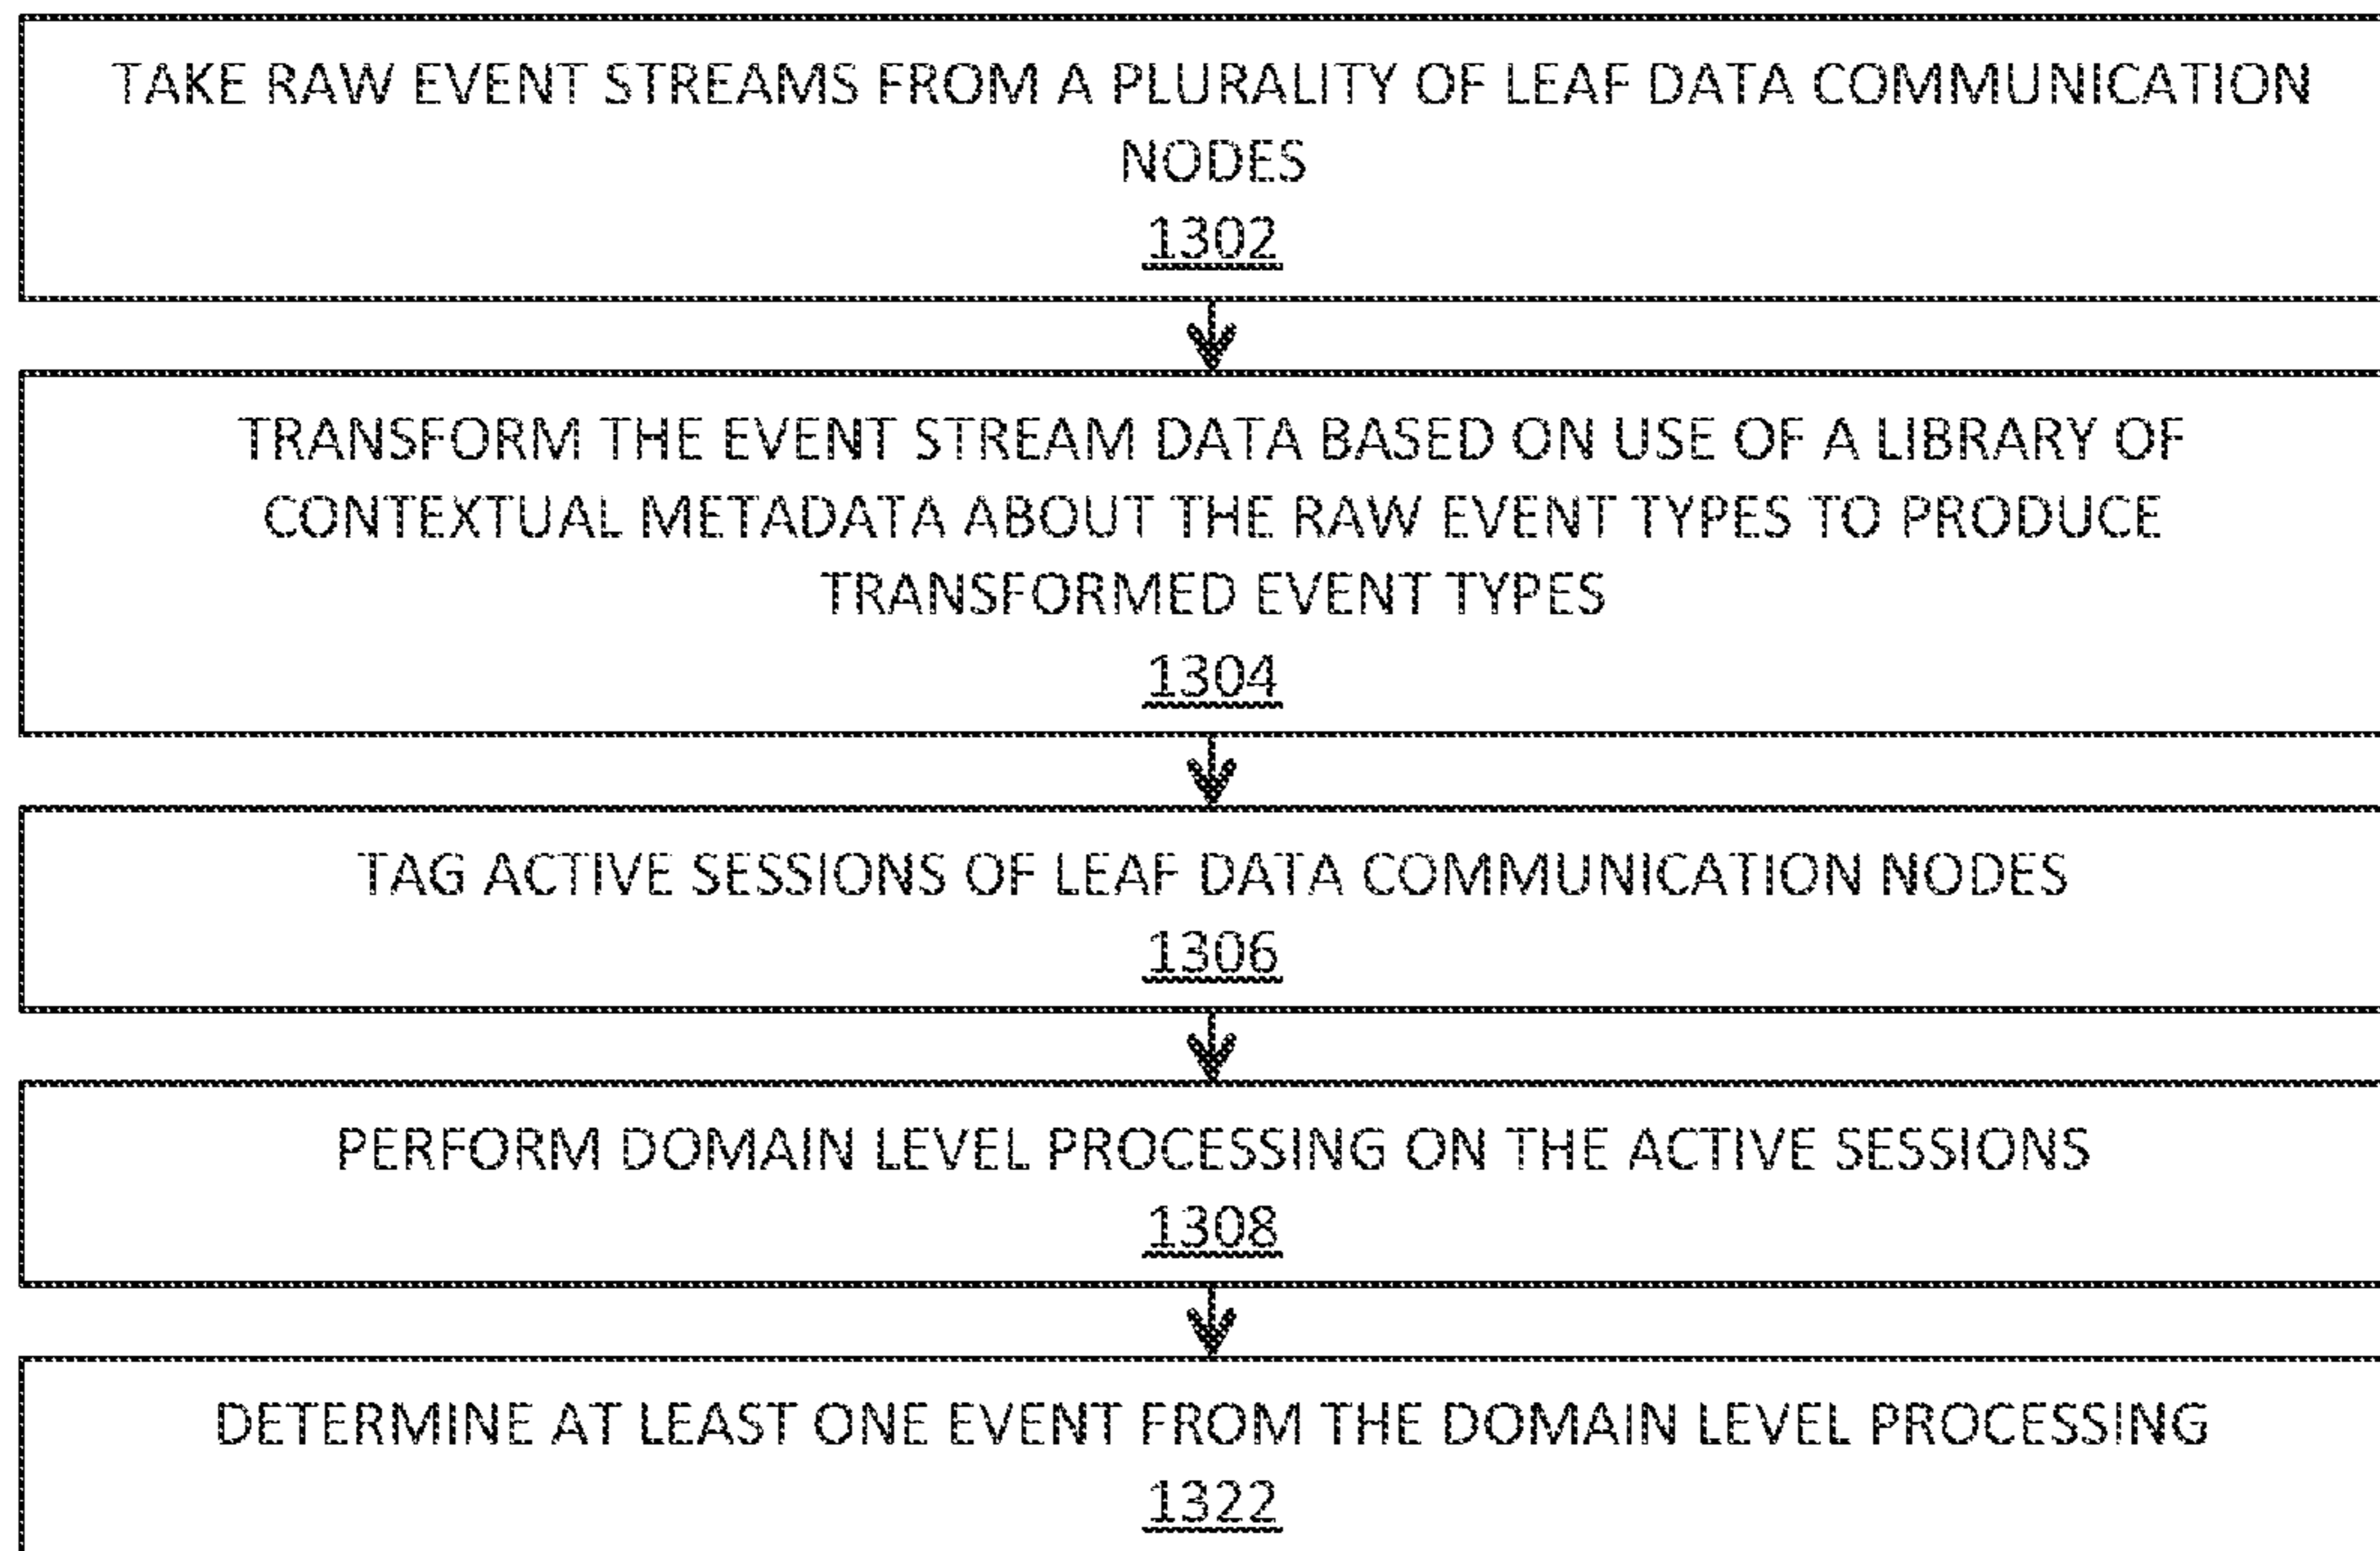 TAKE RAW EVENT STREAMS FROM A PLURALITY OF LEAF DATA COMMUNICATION
NODES
1302
TRANSFORM THE EVENT STREAM DATA BASED ON USE OF A LIBRARY OF
CONTEXTUAL METADATA ABOUT THE RAW EVENT TYPES TO PRODUCE
TRANSFORMED EVENT TYPES
1304
TAG ACTIVE SESSIONS OF LEAF DATA COMMUNICATION NODES
1306
PERFORM DOMAIN LEVEL PROCESSING ON THE ACTIVE SESSIONS
1308
DETERMINE AT LEAST ONE EVENT FROM THE DOMAIN LEVEL PROCESSING
1322